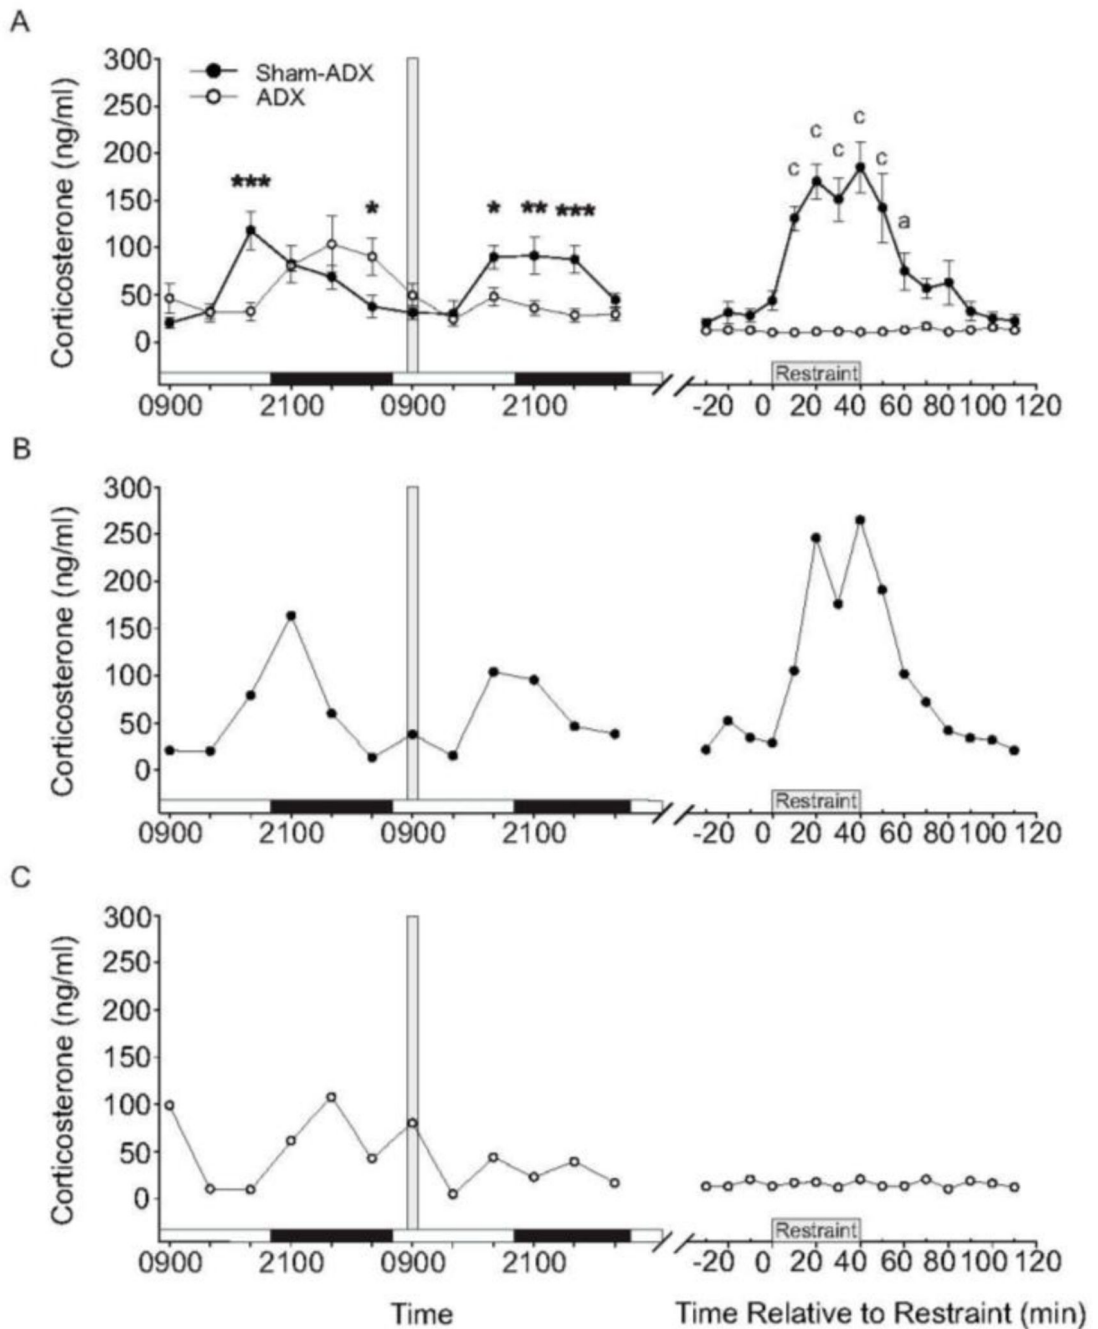 A
Corticosterone (ng/ml)
300
250
200
150
100
50
0
Sham-ADX
ADX
***
*
*
**
***
c
c
c
c
c
a
Restraint
0900
2100
0900
2100
-20 0 20 40 60 80 100 120
B
Corticosterone (ng/ml)
300
250
200
150
100
50
0
Restraint
0900
2100
0900
2100
-20 0 20 40 60 80 100 120
C
Corticosterone (ng/ml)
300
250
200
150
100
50
0
Restraint
0900
2100
0900
2100
-20 0 20 40 60 80 100 120
Time
Time Relative to Restraint (min)